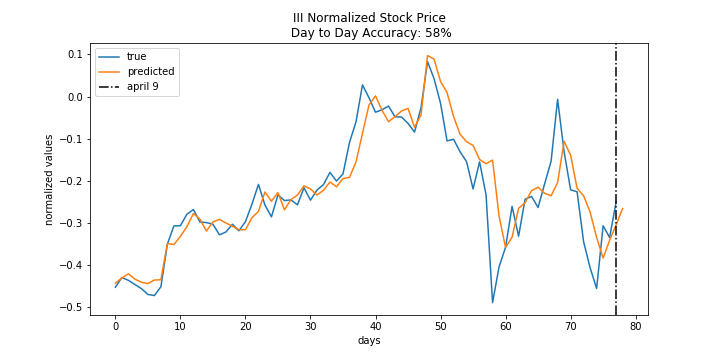 III Normalized Stock Price
Day to Day Accuracy: 58%
true
predicted
april 9
normalized values
0.1
0.0
−0.1
−0.2
−0.3
−0.4
−0.5
0 10 20 30 40 50 60 70 80
days